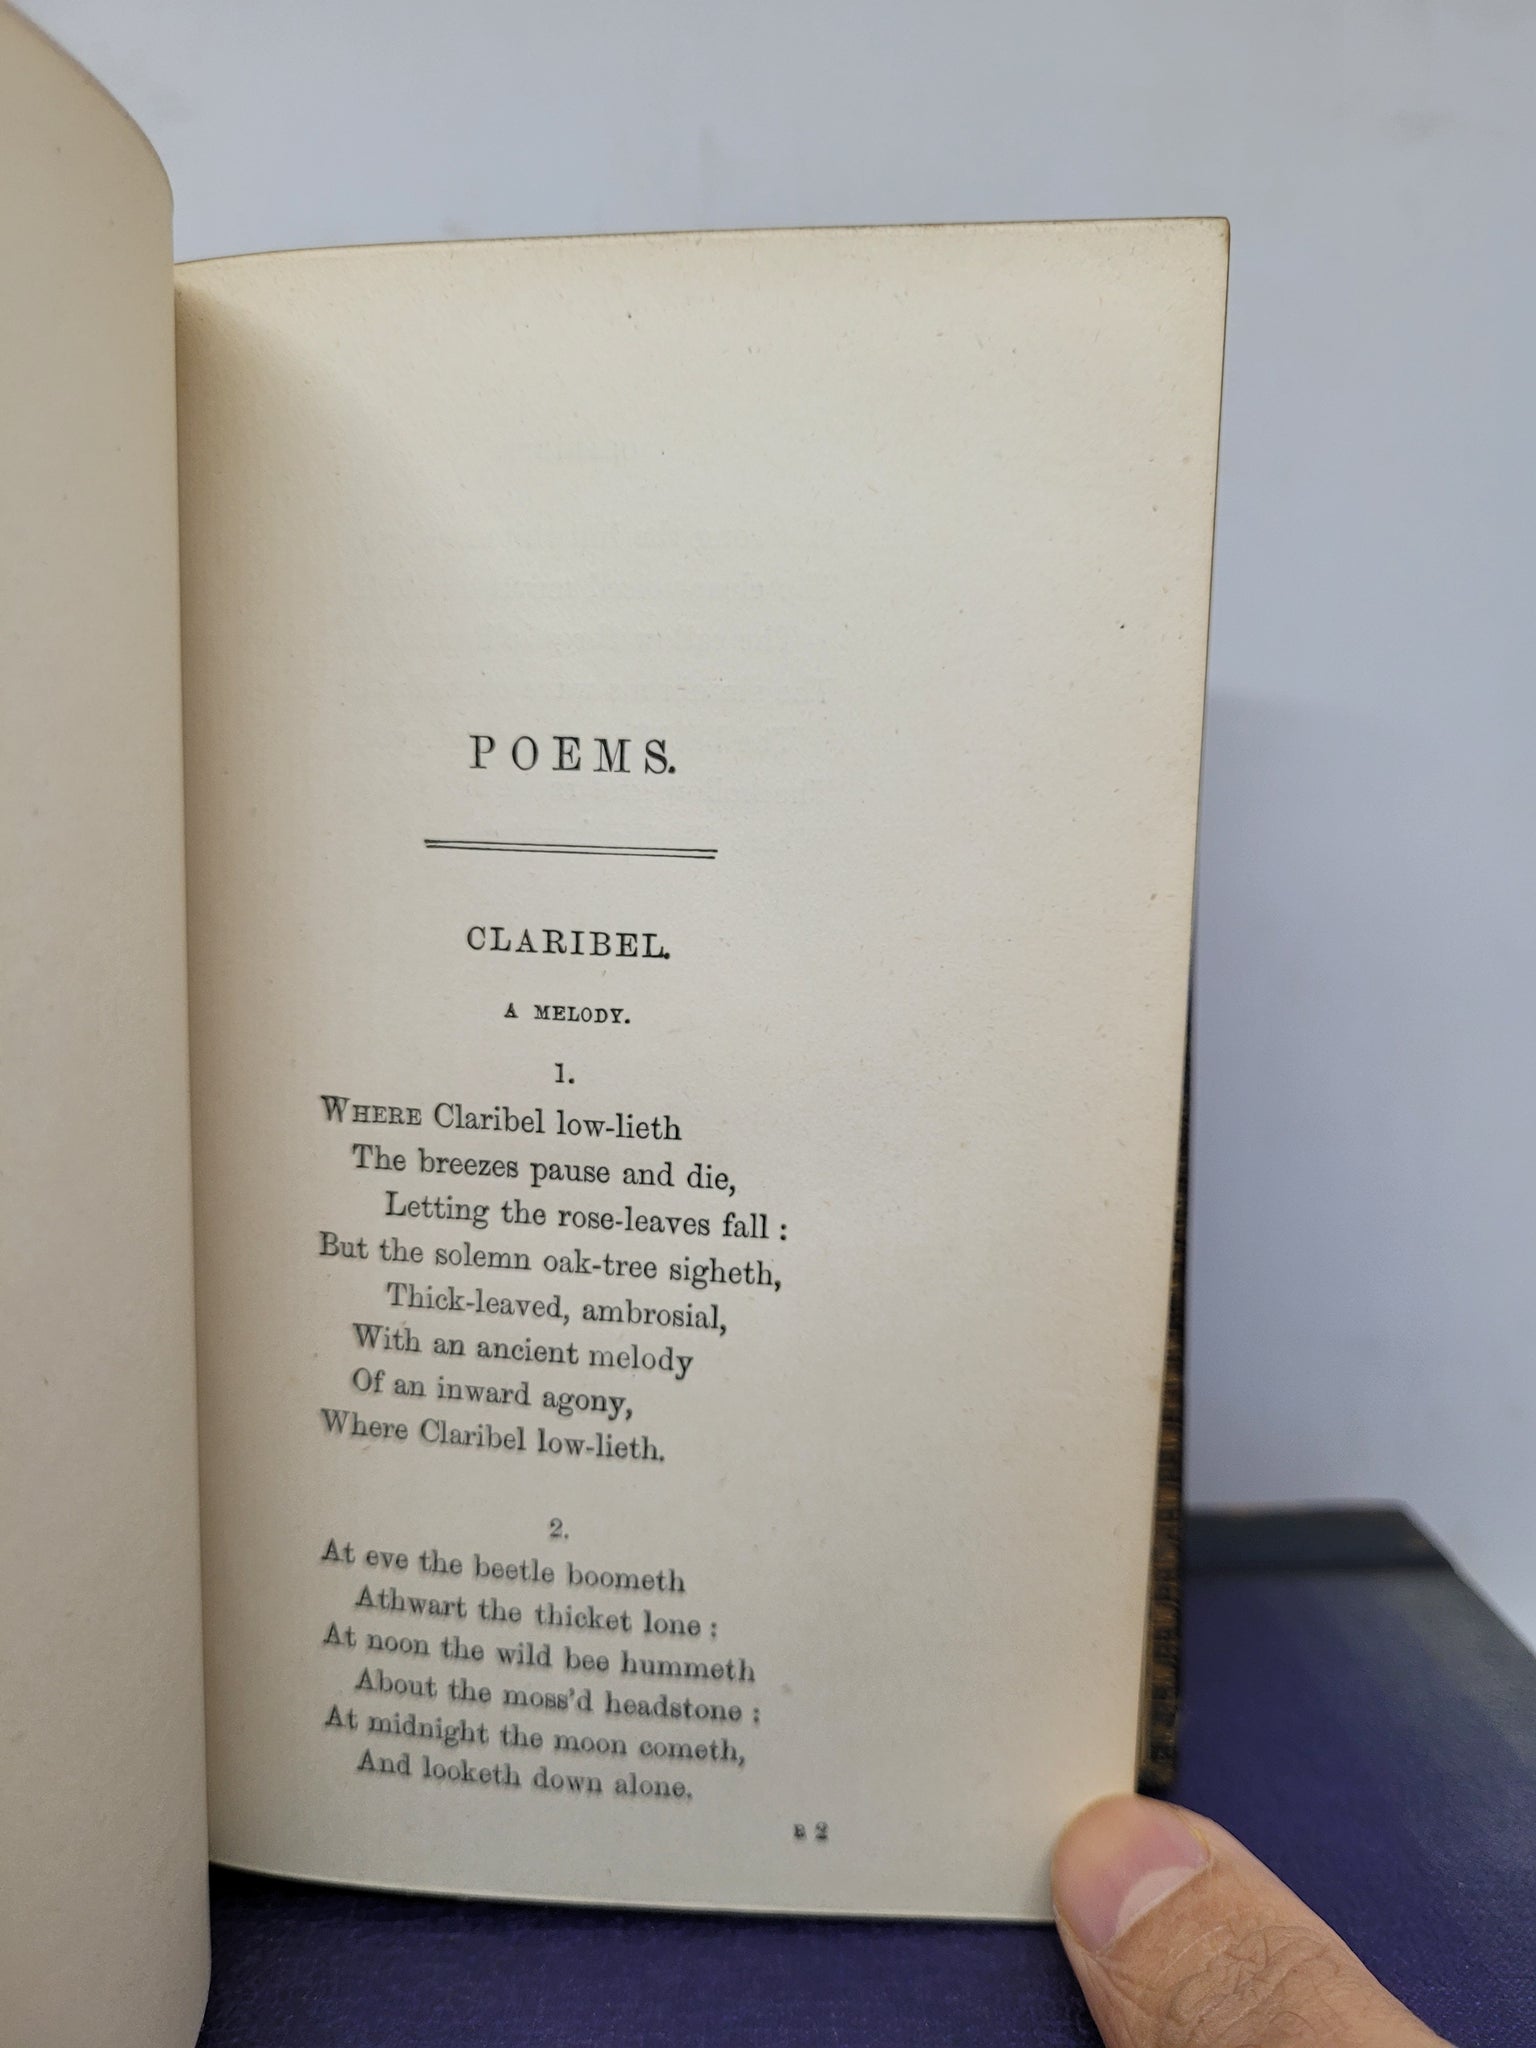 POEMS.
CLARIBEL.
A MELODY.
1.
WHERE Claribel low-lieth
The breezes pause and die,
Letting the rose-leaves fall :
But the solemn oak-tree sigheth,
Thick-leaved, ambrosial,
With an ancient melody
Of an inward agony,
Where Claribel low-lieth.
2.
At eve the beetle boometh
Athwart the thicket lone :
At noon the wild bee hummeth
About the moss'd headstone :
At midnight the moon cometh,
And looketh down alone.
B 2